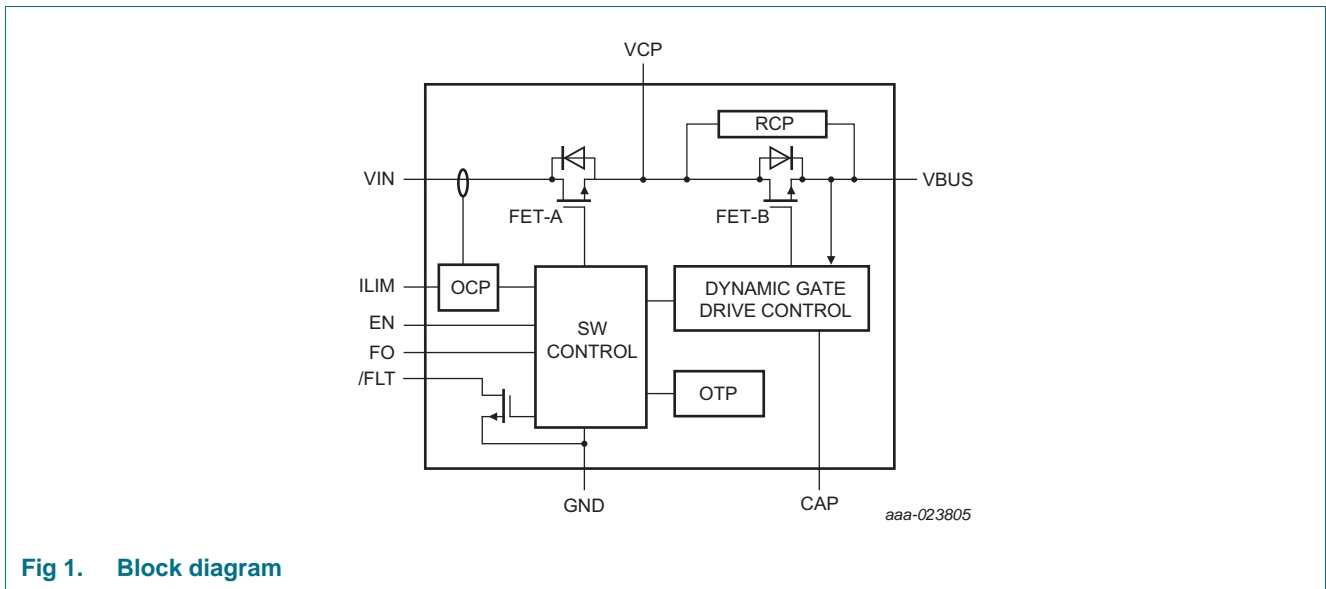 VCP
RCP
VIN
VBUS
FET-A
FET-B
ILIM
OCP
DYNAMIC GATE
DRIVE CONTROL
EN
SW
CONTROL
FO
/FLT
OTP
GND
CAP
aaa-023805
Fig 1. Block diagram